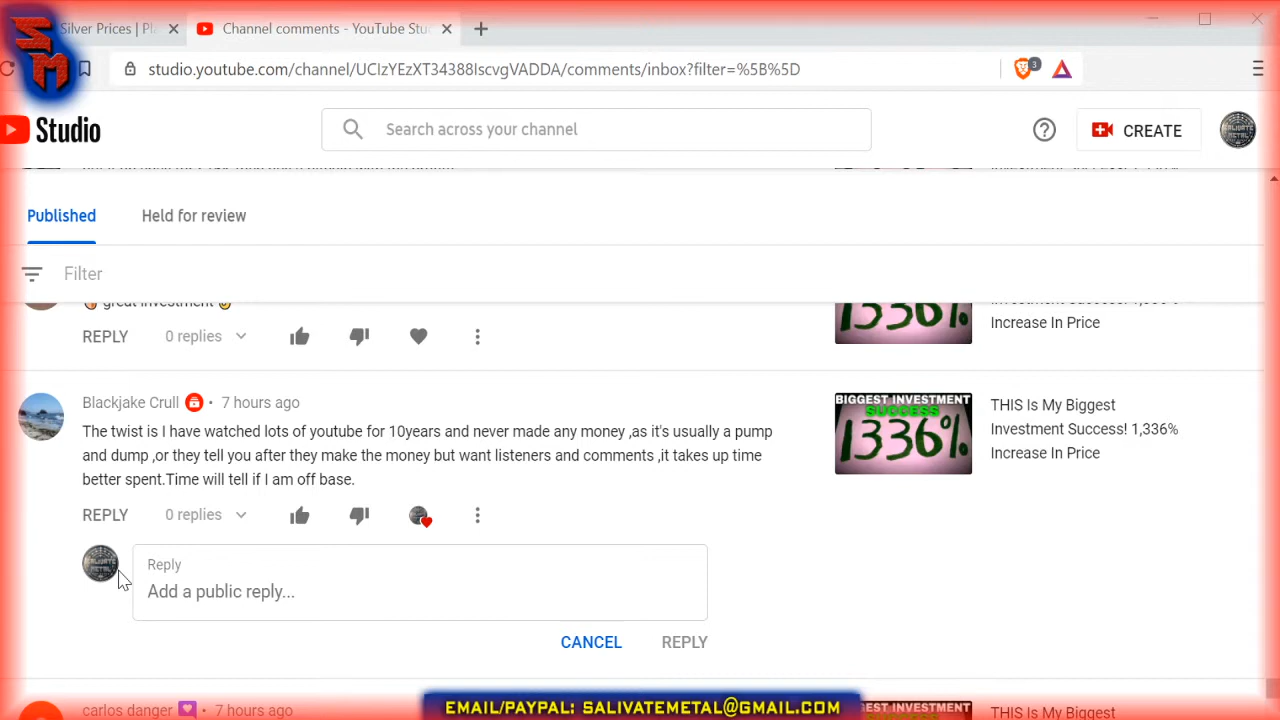 SM
Silver Prices | Pla
Channel comments - YouTube Stu
studio.youtube.com/channel/UCIzYEzXT34388IscvgVADDA/comments/inbox?filter=%5B%5D
3
Studio
Search across your channel
CREATE
Published
Held for review
Filter
great investment
REPLY
0 replies
1336%
Increase In Price
Blackjake Crull • 7 hours ago
The twist is I have watched lots of youtube for 10years and never made any money ,as it's usually a pump
and dump ,or they tell you after they make the money but want listeners and comments ,it takes up time
better spent.Time will tell if I am off base.
REPLY
0 replies
BIGGEST INVESTMENT
SUCCESS
1336%
THIS Is My Biggest
Investment Success! 1,336%
Increase In Price
Reply
Add a public reply...
CANCEL
REPLY
carlos danger • 7 hours ago
BIGGEST INVESTMENT
THIS Is My Biggest
EMAIL/PAYPAL: SALIVATEMETAL@GMAIL.COM